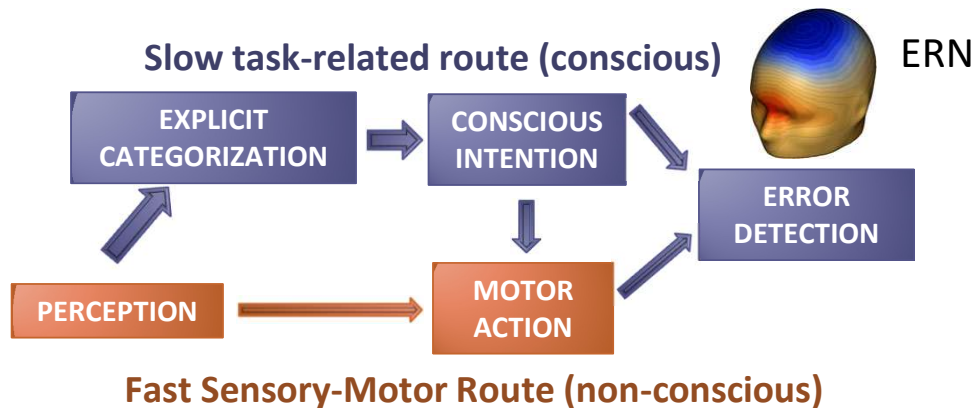 Slow task-related route (conscious)
ERN
EXPLICIT
CATEGORIZATION
CONSCIOUS
INTENTION
ERROR
DETECTION
PERCEPTION
MOTOR
ACTION
Fast Sensory-Motor Route (non-conscious)